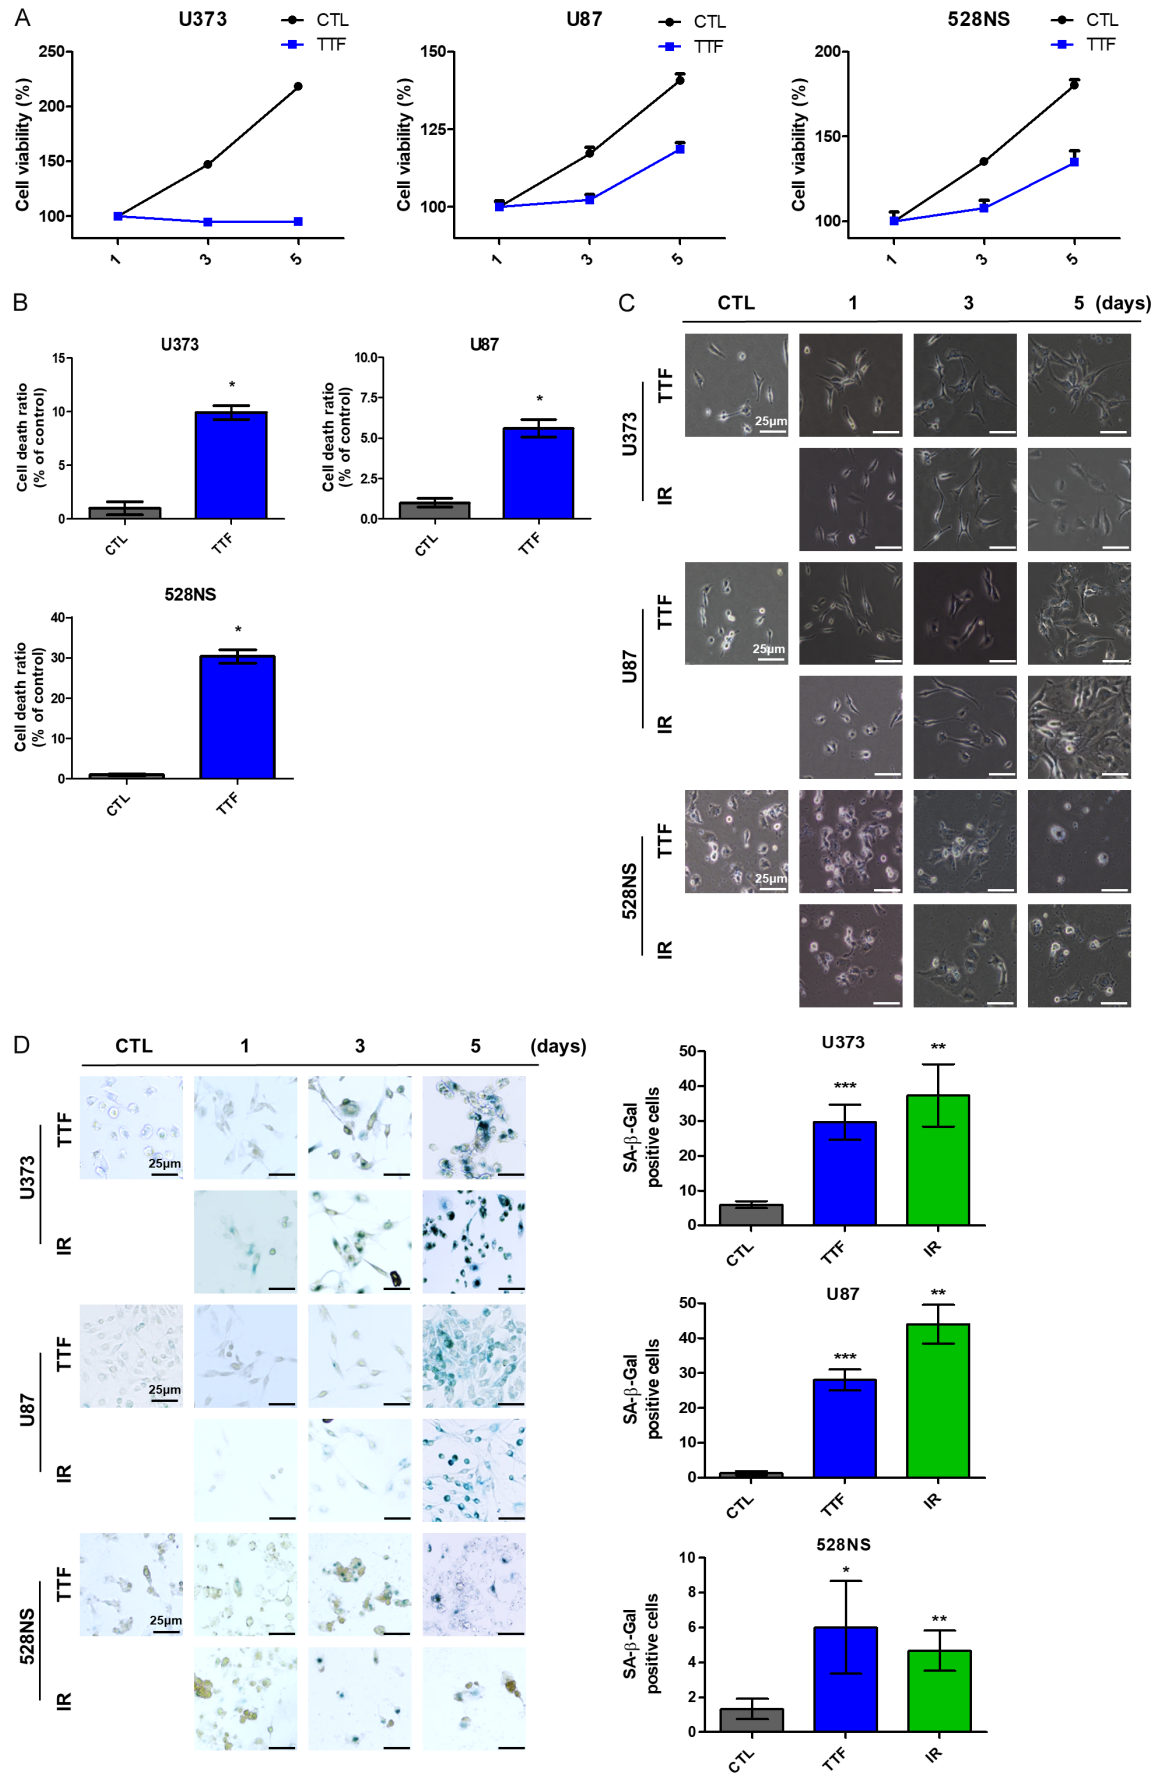 A
U373
CTL
TTF
Cell viability (%)
250
200
150
100
1
3
5
U87
CTL
TTF
Cell viability (%)
150
125
100
1
3
5
528NS
CTL
TTF
Cell viability (%)
200
150
100
1
3
5
B
U373
Cell death ratio
(% of control)
15
10
5
0
*
CTL
TTF
U87
Cell death ratio
(% of control)
10.0
7.5
5.0
2.5
0.0
*
CTL
TTF
528NS
Cell death ratio
(% of control)
40
30
20
10
0
*
CTL
TTF
C
CTL 1 3 5 (days)
U373
TTF
25µm
IR
U87
TTF
25µm
IR
528NS
TTF
25µm
IR
D
CTL 1 3 5 (days)
U373
TTF
25µm
IR
U87
TTF
25µm
IR
528NS
TTF
25µm
IR
U373
SA-β-Gal
positive cells
50
40
30
20
10
0
***
**
CTL
TTF
IR
U87
SA-β-Gal
positive cells
50
40
30
20
10
0
***
**
CTL
TTF
IR
528NS
SA-β-Gal
positive cells
10
8
6
4
2
0
*
**
CTL
TTF
IR